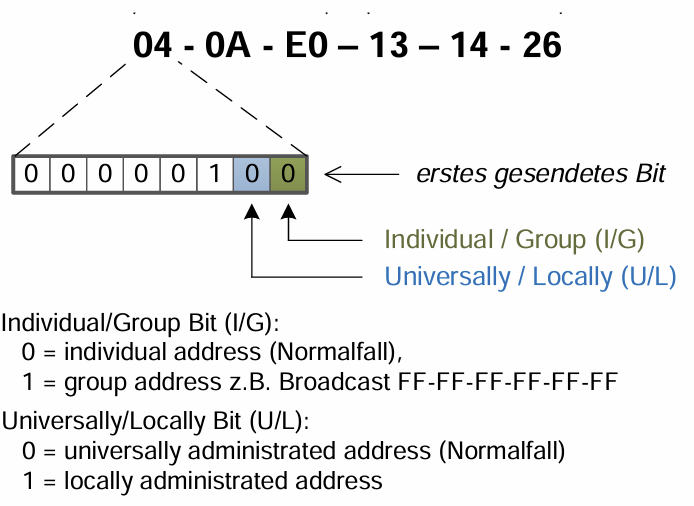 04 - 0A - E0 – 13 – 14 - 26
0 0 0 0 0 1 0 0
erstes gesendetes Bit
Individual / Group (I/G)
Universally / Locally (U/L)
Individual/Group Bit (I/G):
0 = individual address (Normalfall),
1 = group address z.B. Broadcast FF-FF-FF-FF-FF-FF
Universally/Locally Bit (U/L):
0 = universally administrated address (Normalfall)
1 = locally administrated address